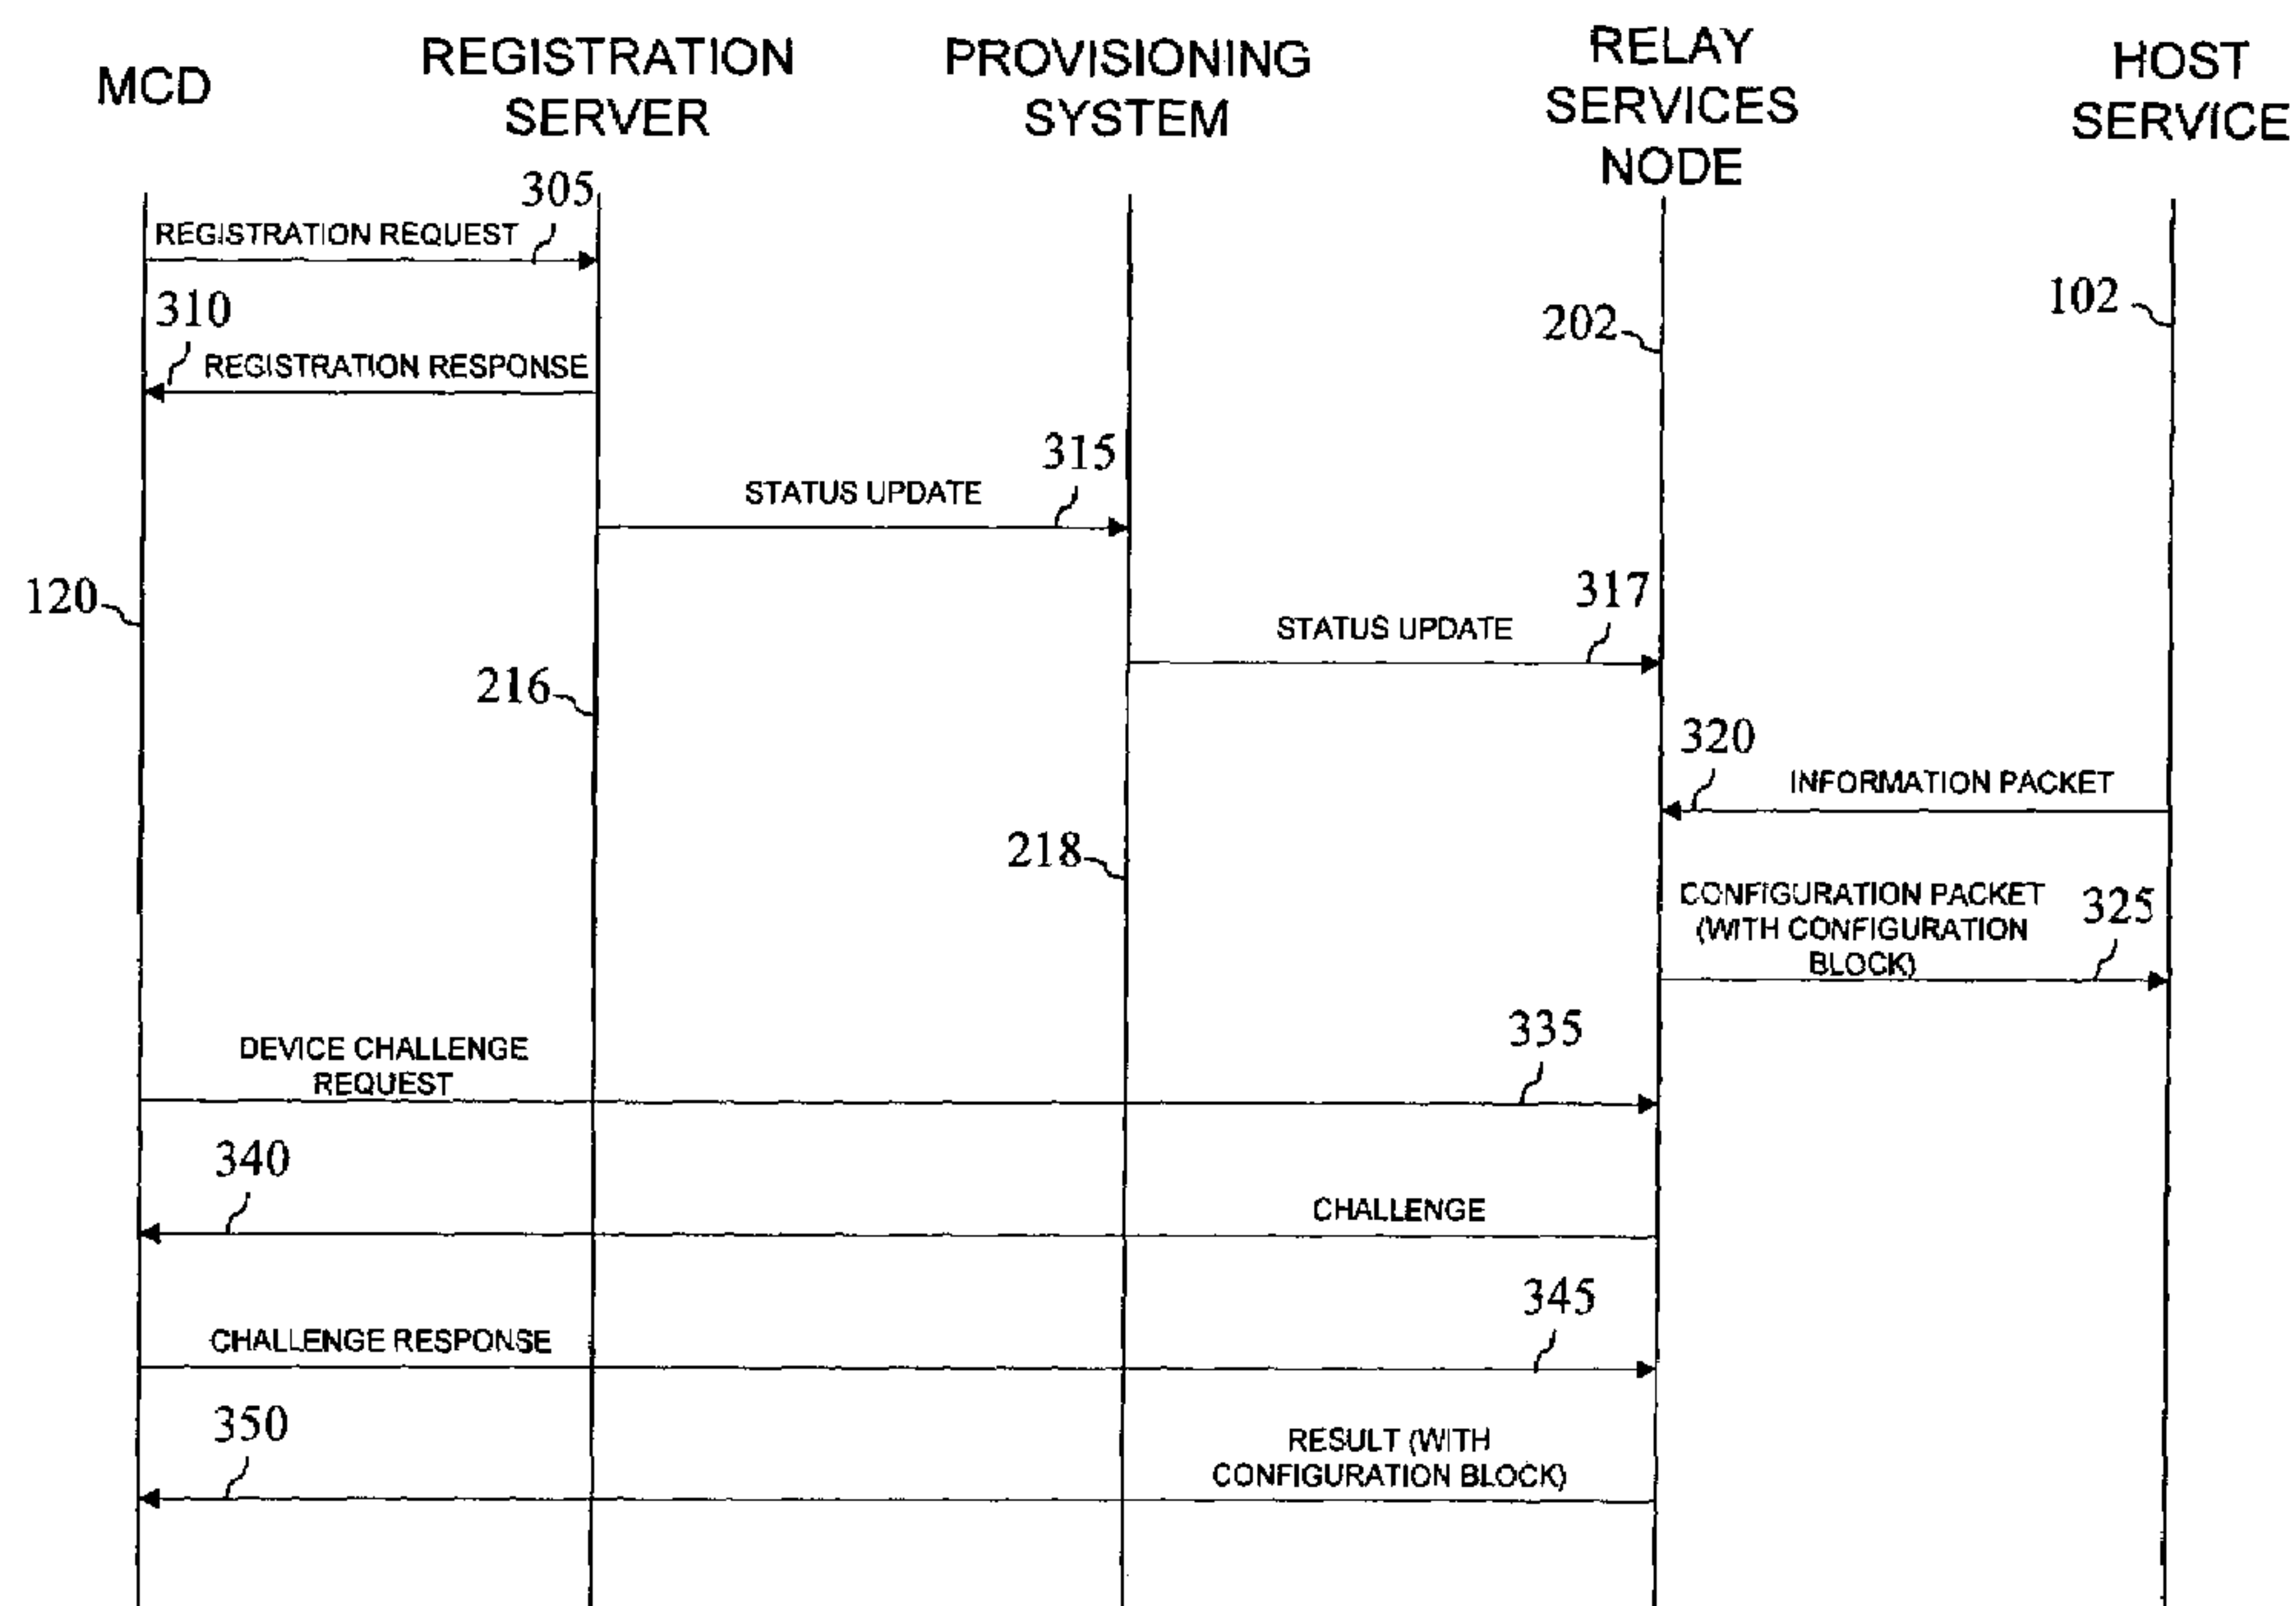 MCD
REGISTRATION
SERVER
PROVISIONING
SYSTEM
RELAY
SERVICES
NODE
HOST
SERVICE
305
REGISTRATION REQUEST
310
REGISTRATION RESPONSE
102
202
315
STATUS UPDATE
120
317
STATUS UPDATE
216
320
INFORMATION PACKET
218
CONFIGURATION PACKET
(WITH CONFIGURATION
BLOCK)
325
335
DEVICE CHALLENGE
REQUEST
340
CHALLENGE
345
CHALLENGE RESPONSE
350
RESULT (WITH
CONFIGURATION BLOCK)